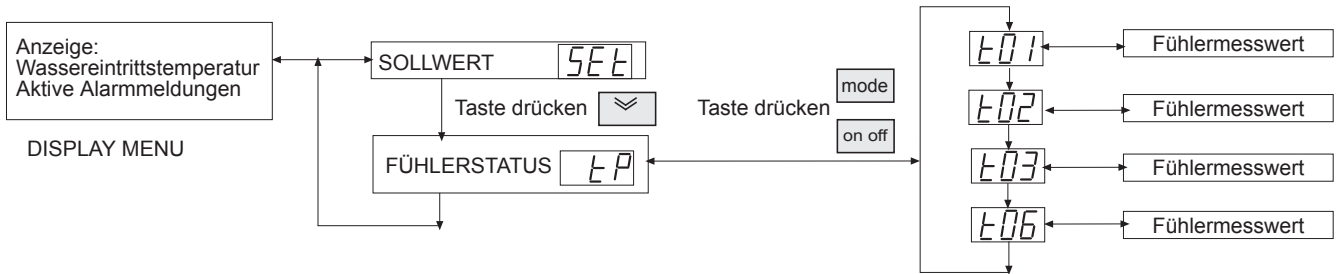 Anzeige:
Wassereintrittstemperatur
Aktive Alarmmeldungen
DISPLAY MENU
SOLLWERT SEt
Taste drücken
FÜHLERSTATUS tP
Taste drücken
mode
on off
t01 Fühlermesswert
t02 Fühlermesswert
t03 Fühlermesswert
t06 Fühlermesswert